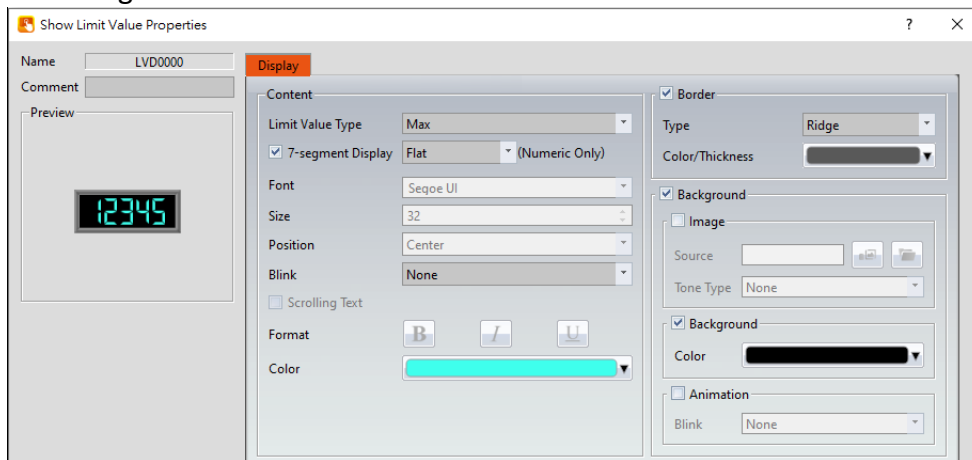 Show Limit Value Properties ? ×
Name LVD0000
Comment
Preview
12345
Display
Content
Limit Value Type Max
7-segment Display Flat (Numeric Only)
Font Segoe UI
Size 32
Position Center
Blink None
Scrolling Text
Format B I U
Color
Border
Type Ridge
Color/Thickness
Background
Image
Source
Tone Type None
Background
Color
Animation
Blink None